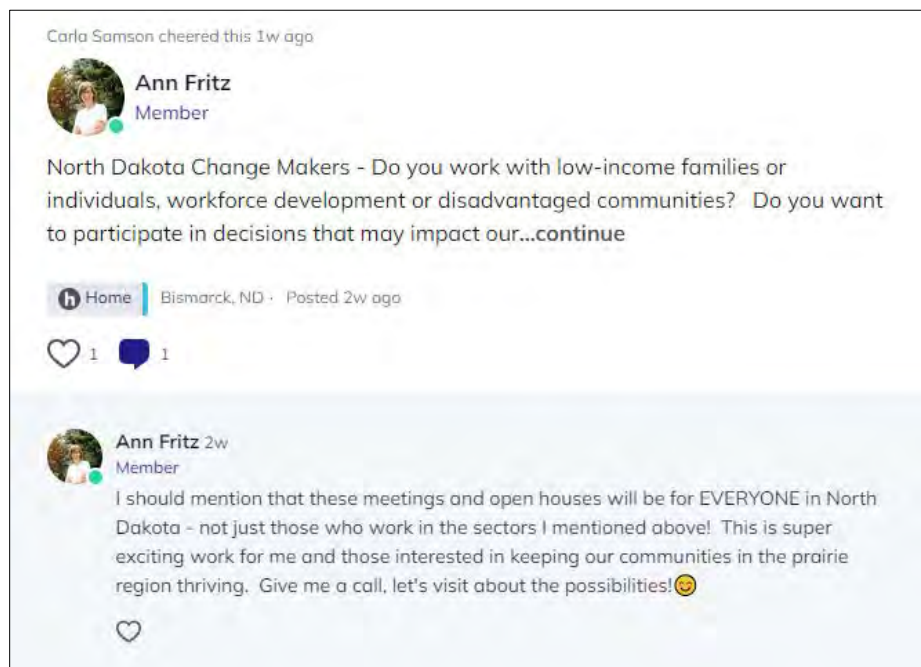 Carla Samson cheered this 1w ago
Ann Fritz
Member
North Dakota Change Makers - Do you work with low-income families or
individuals, workforce development or disadvantaged communities?   Do you want
to participate in decisions that may impact our...continue
h Home Bismarck, ND · Posted 2w ago
1 1
Ann Fritz 2w
Member
I should mention that these meetings and open houses will be for EVERYONE in North
Dakota - not just those who work in the sectors I mentioned above!  This is super
exciting work for me and those interested in keeping our communities in the prairie
region thriving.  Give me a call, let's visit about the possibilities!😊